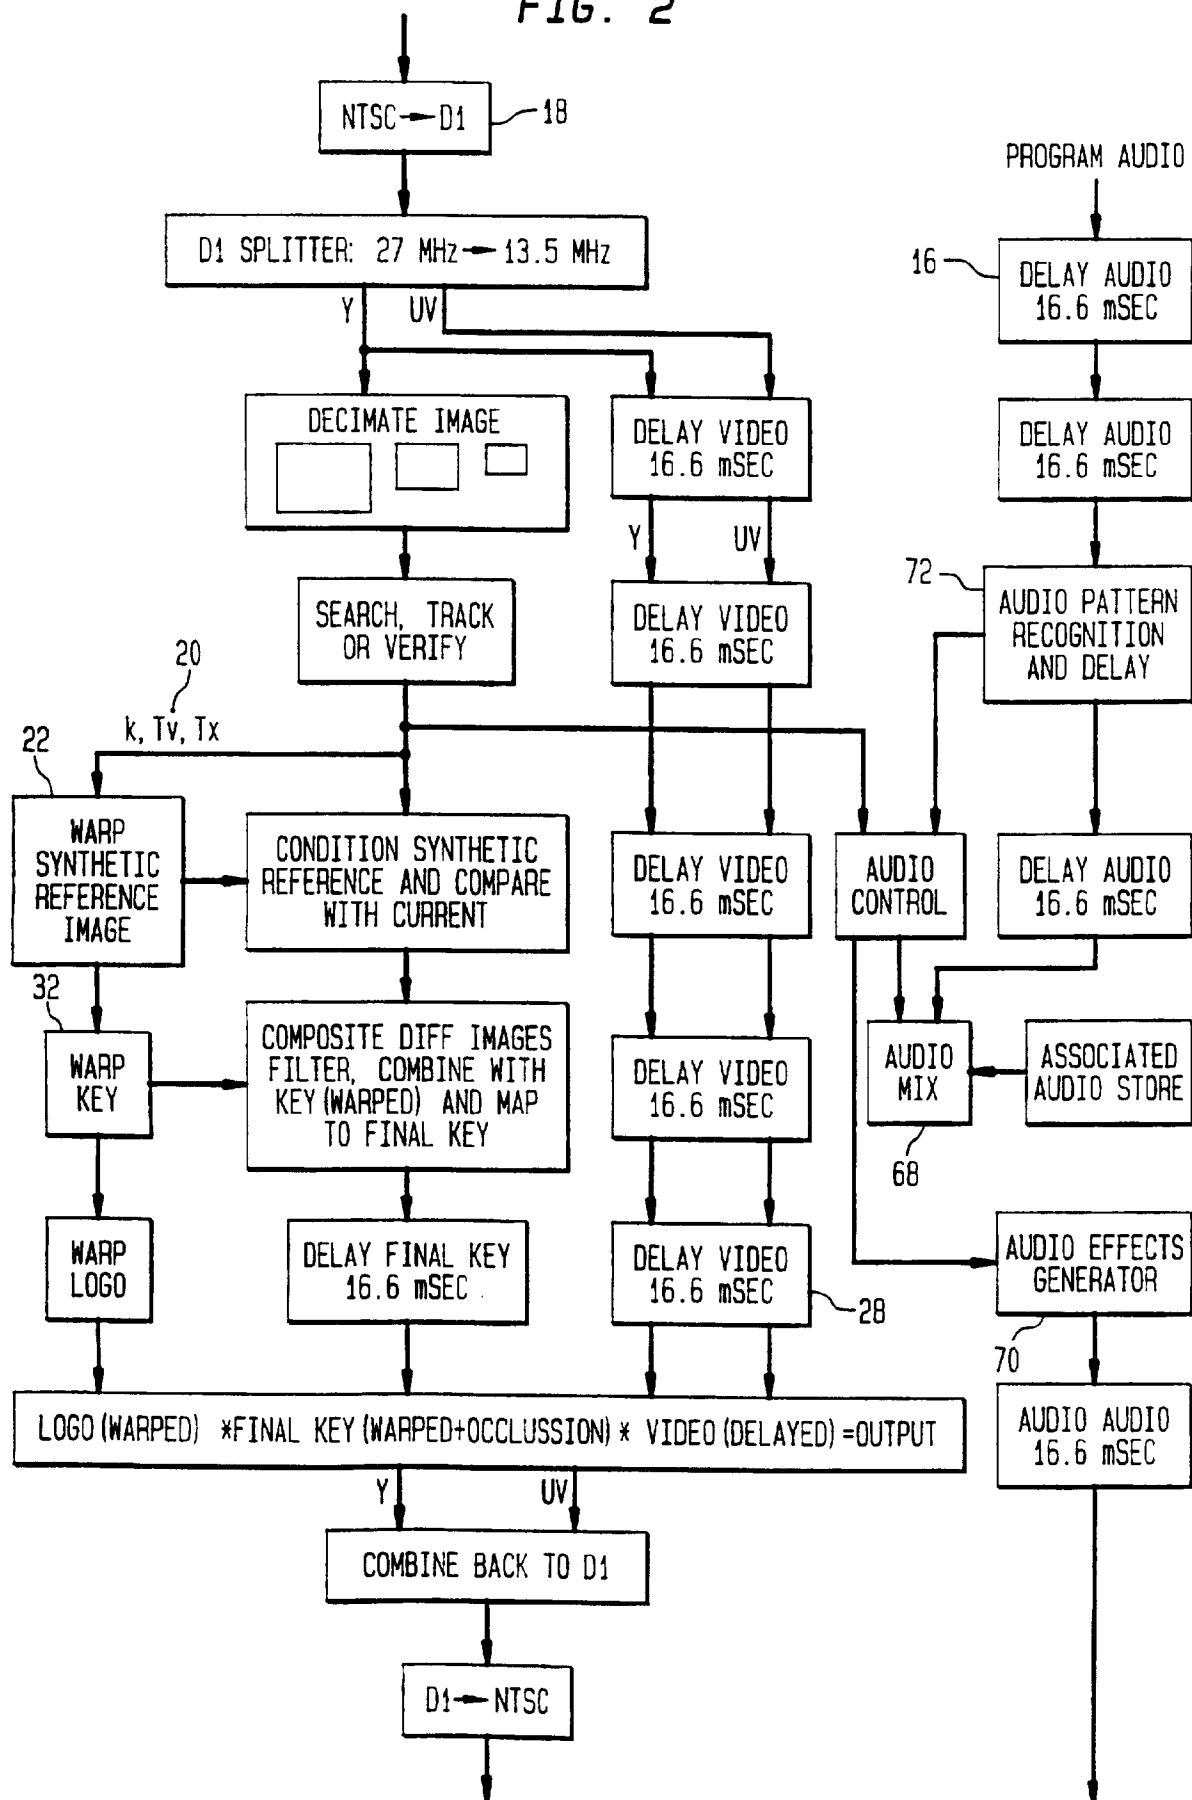 FIG. 2
NTSC→D1
18
D1 SPLITTER: 27 MHz→13.5 MHz
Y
UV
DECIMATE IMAGE
DELAY VIDEO
16.6 mSEC
Y
UV
SEARCH, TRACK
OR VERIFY
DELAY VIDEO
16.6 mSEC
20
k, Tv, Tx
22
WARP
SYNTHETIC
REFERENCE
IMAGE
CONDITION SYNTHETIC
REFERENCE AND COMPARE
WITH CURRENT
DELAY VIDEO
16.6 mSEC
32
WARP
KEY
COMPOSITE DIFF IMAGES
FILTER, COMBINE WITH
KEY(WARPED) AND MAP
TO FINAL KEY
DELAY VIDEO
16.6 mSEC
WARP
LOGO
DELAY FINAL KEY
16.6 mSEC
DELAY VIDEO
16.6 mSEC
28
PROGRAM AUDIO
16
DELAY AUDIO
16.6 mSEC
DELAY AUDIO
16.6 mSEC
72
AUDIO PATTERN
RECOGNITION
AND DELAY
AUDIO
CONTROL
DELAY AUDIO
16.6 mSEC
AUDIO
MIX
68
ASSOCIATED
AUDIO STORE
AUDIO EFFECTS
GENERATOR
70
AUDIO AUDIO
16.6 mSEC
LOGO(WARPED) *FINAL KEY(WARPED+OCCLUSSION)* VIDEO(DELAYED)=OUTPUT
Y
UV
COMBINE BACK TO D1
D1→NTSC